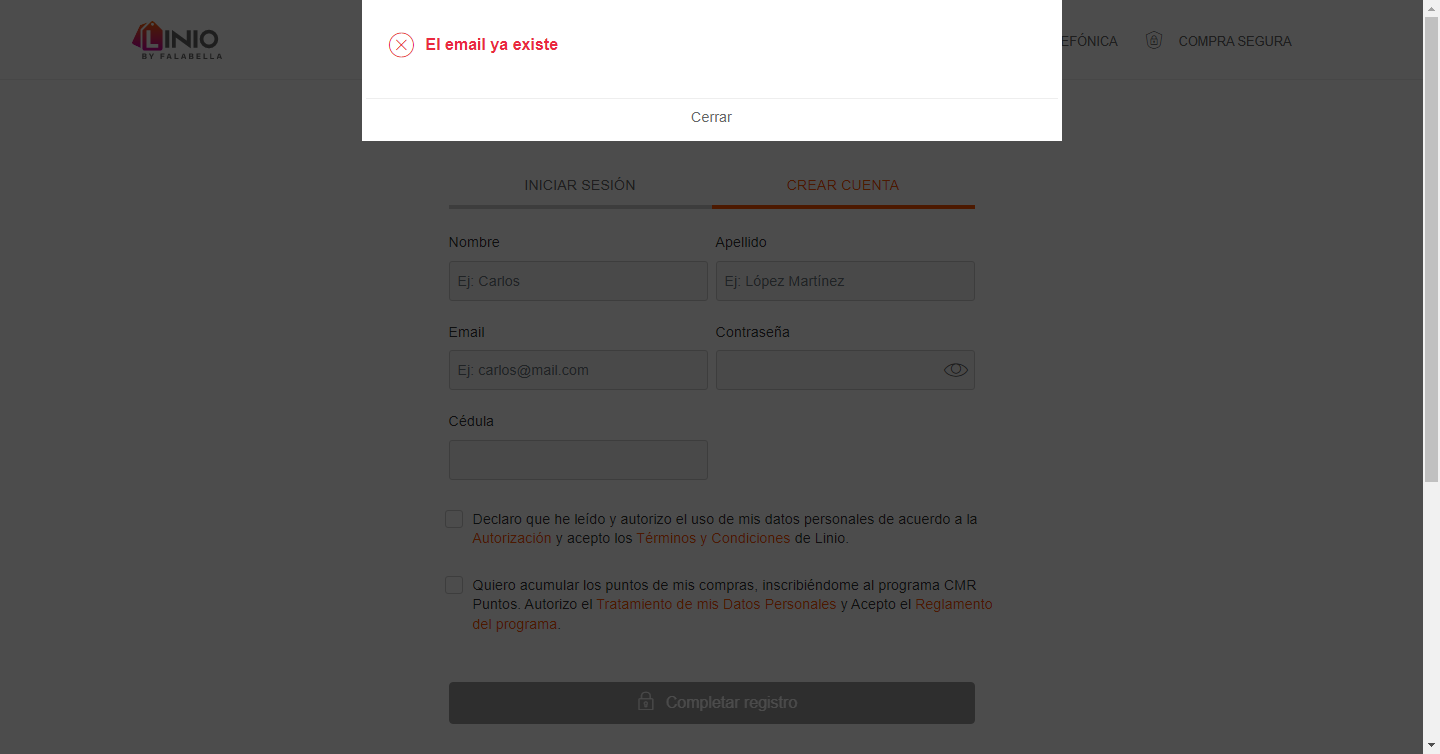 LINIO
BY FALABELLA
El email ya existe
EFÓNICA
COMPRA SEGURA
Cerrar
INICIAR SESIÓN
CREAR CUENTA
Nombre
Apellido
Ej: Carlos
Ej: López Martínez
Email
Contraseña
Ej: carlos@mail.com
Cédula
Declaro que he leído y autorizo el uso de mis datos personales de acuerdo a la
Autorización y acepto los Términos y Condiciones de Linio.
Quiero acumular los puntos de mis compras, inscribiéndome al programa CMR
Puntos. Autorizo el Tratamiento de mis Datos Personales y Acepto el Reglamento
del programa.
Completar registro